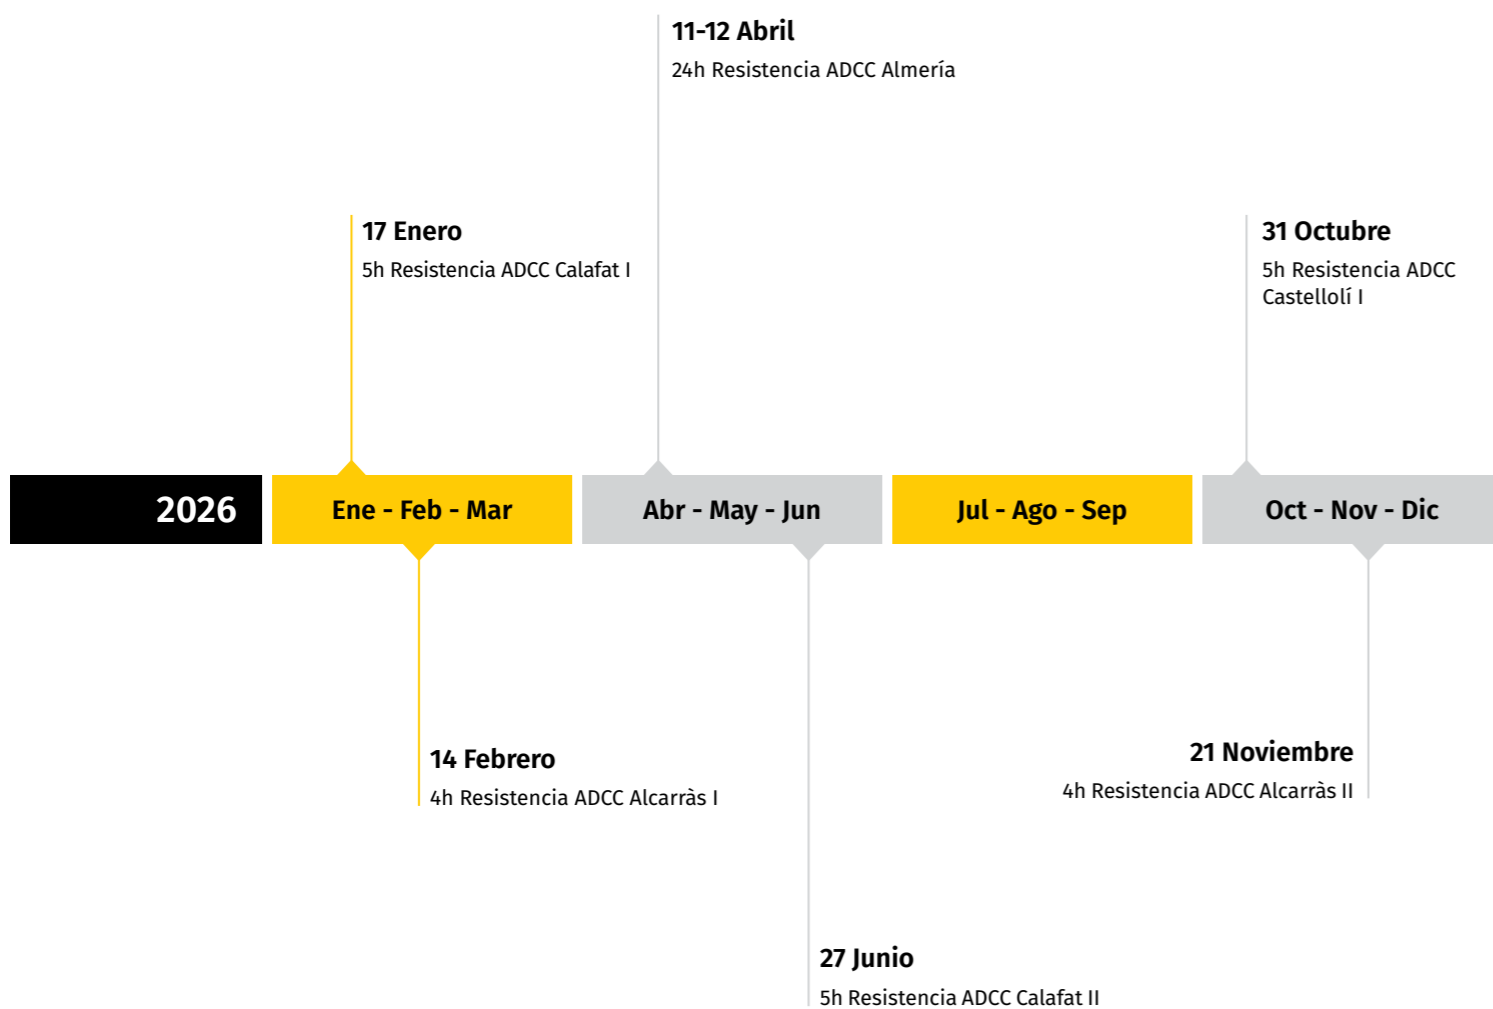 11-12 Abril
24h Resistencia ADCC Almería
17 Enero
5h Resistencia ADCC Calafat I
31 Octubre
5h Resistencia ADCC
Castellolí I
2026
Ene - Feb - Mar
Abr - May - Jun
Jul - Ago - Sep
Oct - Nov - Dic
14 Febrero
4h Resistencia ADCC Alcarràs I
21 Noviembre
4h Resistencia ADCC Alcarràs II
27 Junio
5h Resistencia ADCC Calafat II